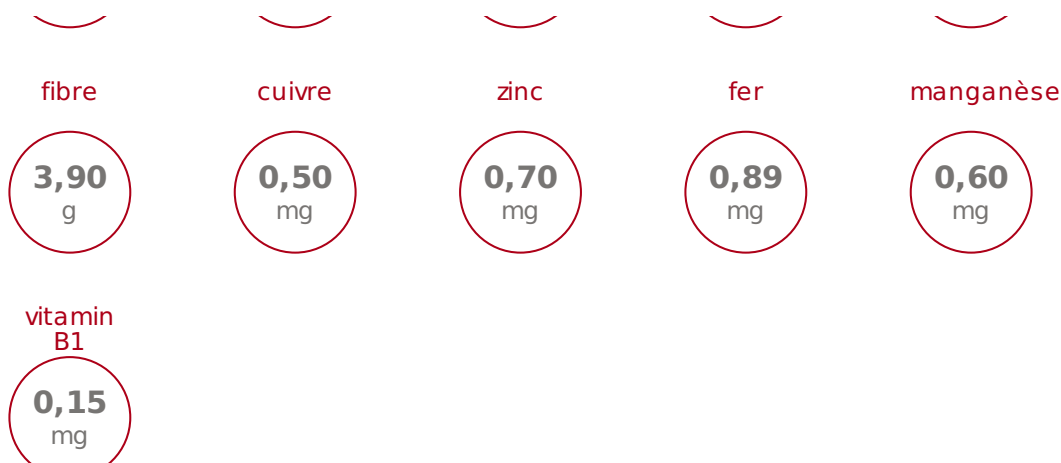 fibre
cuivre
zinc
fer
manganèse
3,90
g
0,50
mg
0,70
mg
0,89
mg
0,60
mg
vitamin
B1
0,15
mg